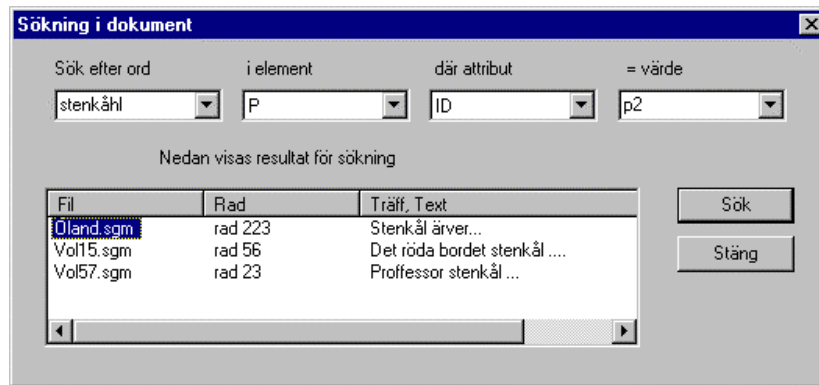 Sökning i dokument
Sök efter ord i element där attribut = värde
stenkåhl P ID p2
Nedan visas resultat för sökning
Fil Rad Träff, Text
Öland.sgm rad 223 Stenkål ärver...
Vol15.sgm rad 56 Det röda bordet stenkål ....
Vol57.sgm rad 23 Proffessor stenkål ...
Sök
Stäng